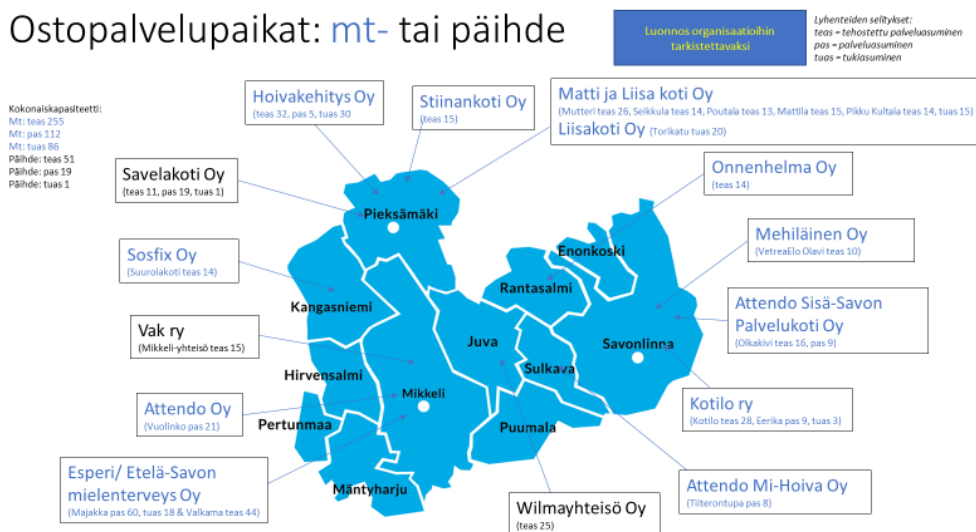 Ostopalvelupaikat: mt- tai päihde
Luonnos organisaatioihin
tarkistettavaksi
Lyhenteiden selitykset:
teas = tehostettu palveluasuminen
pas = palveluasuminen
tuas = tukiasuminen
Kokonaiskapasiteetti:
Mt: teas 255
Mt: pas 112
Mt: tuas 86
Päihde: teas 51
Päihde: pas 19
Päihde: tuas 1
Hoivakehitys Oy
(teas 32, pas 5, tuas 30
Stiinankoti Oy
(teas 15)
Matti ja Liisa koti Oy
(Mutteri teas 26, Seikkula teas 14, Poutala teas 13, Mattila teas 15, Pikku Kultala teas 14, tuas 15)
Liisakoti Oy (Torikatu tuas 20)
Savelakoti Oy
(teas 11, pas 19, tuas 1)
Onnenhelma Oy
(teas 14)
Sosfix Oy
(Suurolakoti teas 14)
Mehiläinen Oy
(VetreaElo Olavi teas 10)
Vak ry
(Mikkeli-yhteisö teas 15)
Attendo Sisä-Savon
Palvelukoti Oy
(Olkakivi teas 16, pas 9)
Attendo Oy
(Vuolinko pas 21)
Kotilo ry
(Kotilo teas 28, Eerika pas 9, tuas 3)
Esperi/ Etelä-Savon
mielenterveys Oy
(Majakka pas 60, tuas 18 & Valkama teas 44)
Wilmayhteisö Oy
(teas 25)
Attendo Mi-Hoiva Oy
(Tiiterontupa pas 8)
Pieksämäki
Enonkoski
Rantasalmi
Kangasniemi
Juva
Savonlinna
Sulkava
Hirvensalmi
Mikkeli
Pertunmaa
Puumala
Mäntyharju